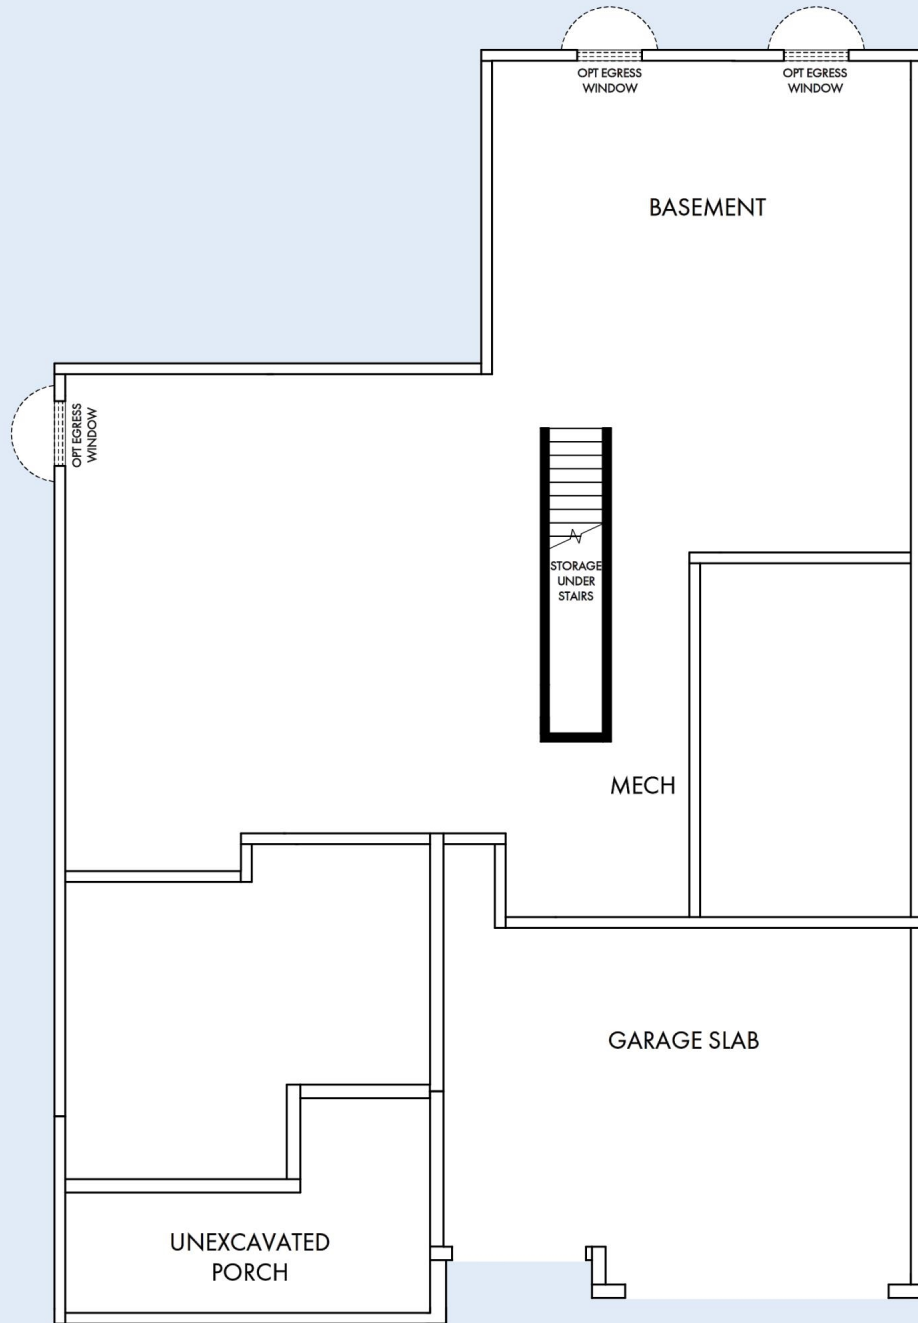 OPT EGRESS
WINDOW
OPT EGRESS
WINDOW
BASEMENT
OPT EGRESS
WINDOW
STORAGE
UNDER
STAIRS
MECH
GARAGE SLAB
UNEXCAVATED
PORCH